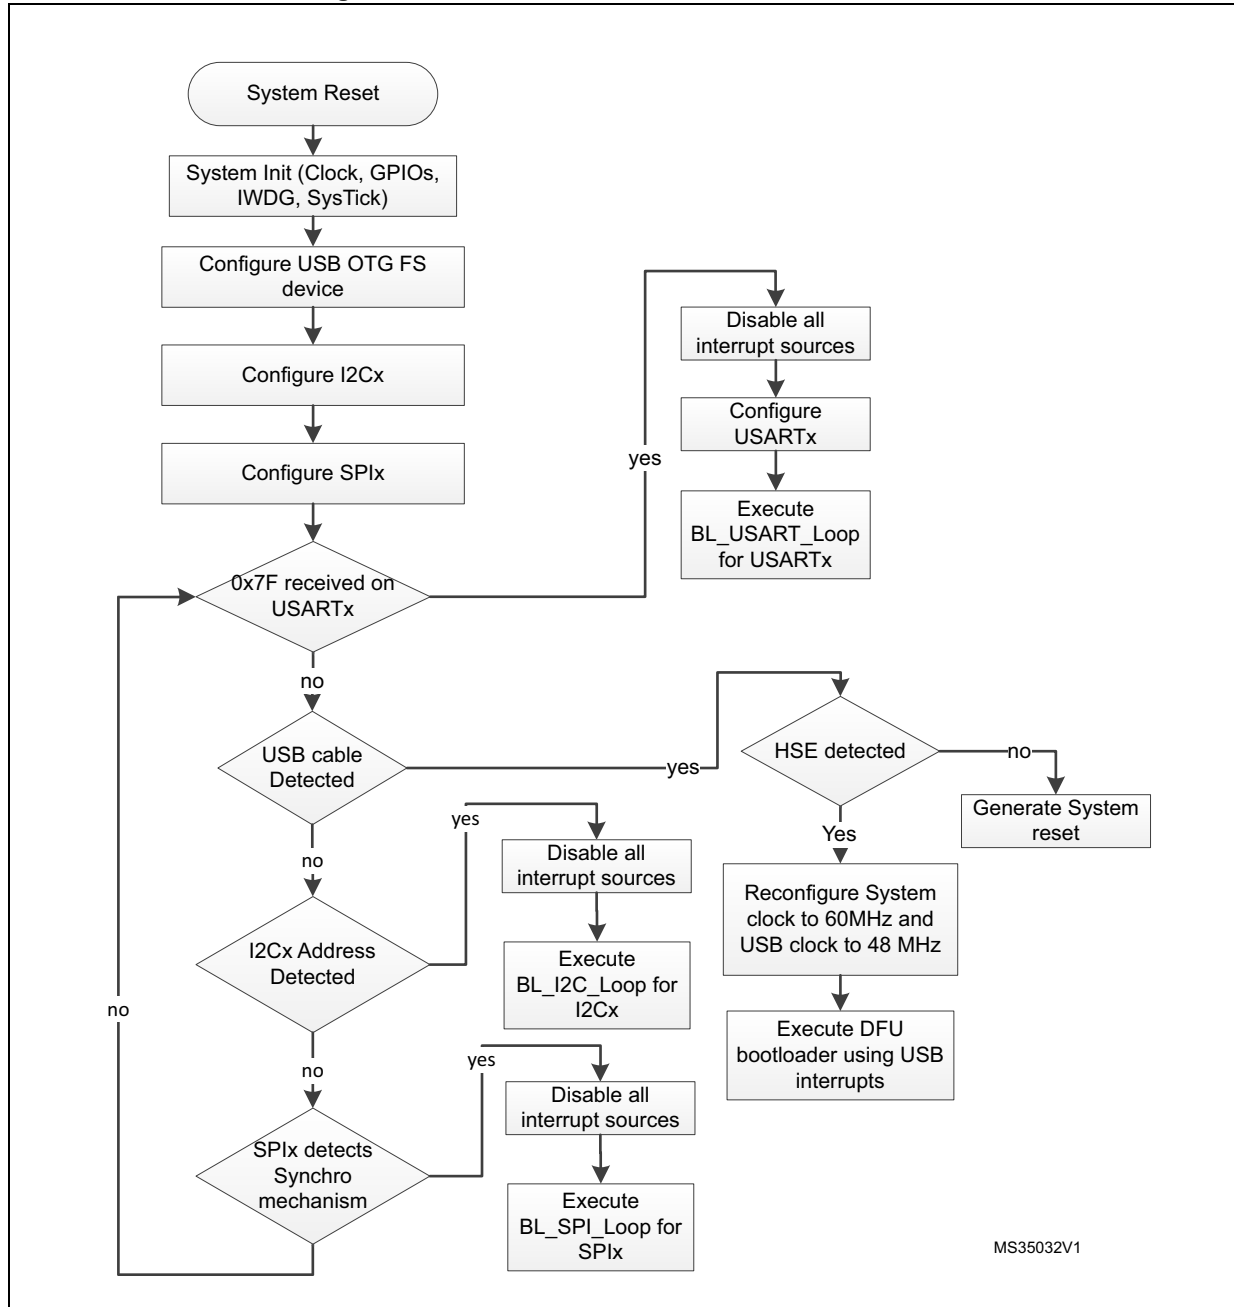 System Reset
System Init (Clock, GPIOs,
IWDG, SysTick)
Configure USB OTG FS
device
Configure I2Cx
Configure SPIx
0x7F received on
USARTx
yes
Disable all
interrupt sources
Configure
USARTx
Execute
BL_USART_Loop
for USARTx
no
USB cable
Detected
yes
HSE detected
no
Generate System
reset
Yes
Reconfigure System
clock to 60MHz and
USB clock to 48 MHz
Execute DFU
bootloader using USB
interrupts
no
I2Cx Address
Detected
yes
Disable all
interrupt sources
Execute
BL_I2C_Loop for
I2Cx
no
SPIx detects
Synchro
mechanism
yes
Disable all
interrupt sources
Execute
BL_SPI_Loop for
SPIx
no
MS35032V1